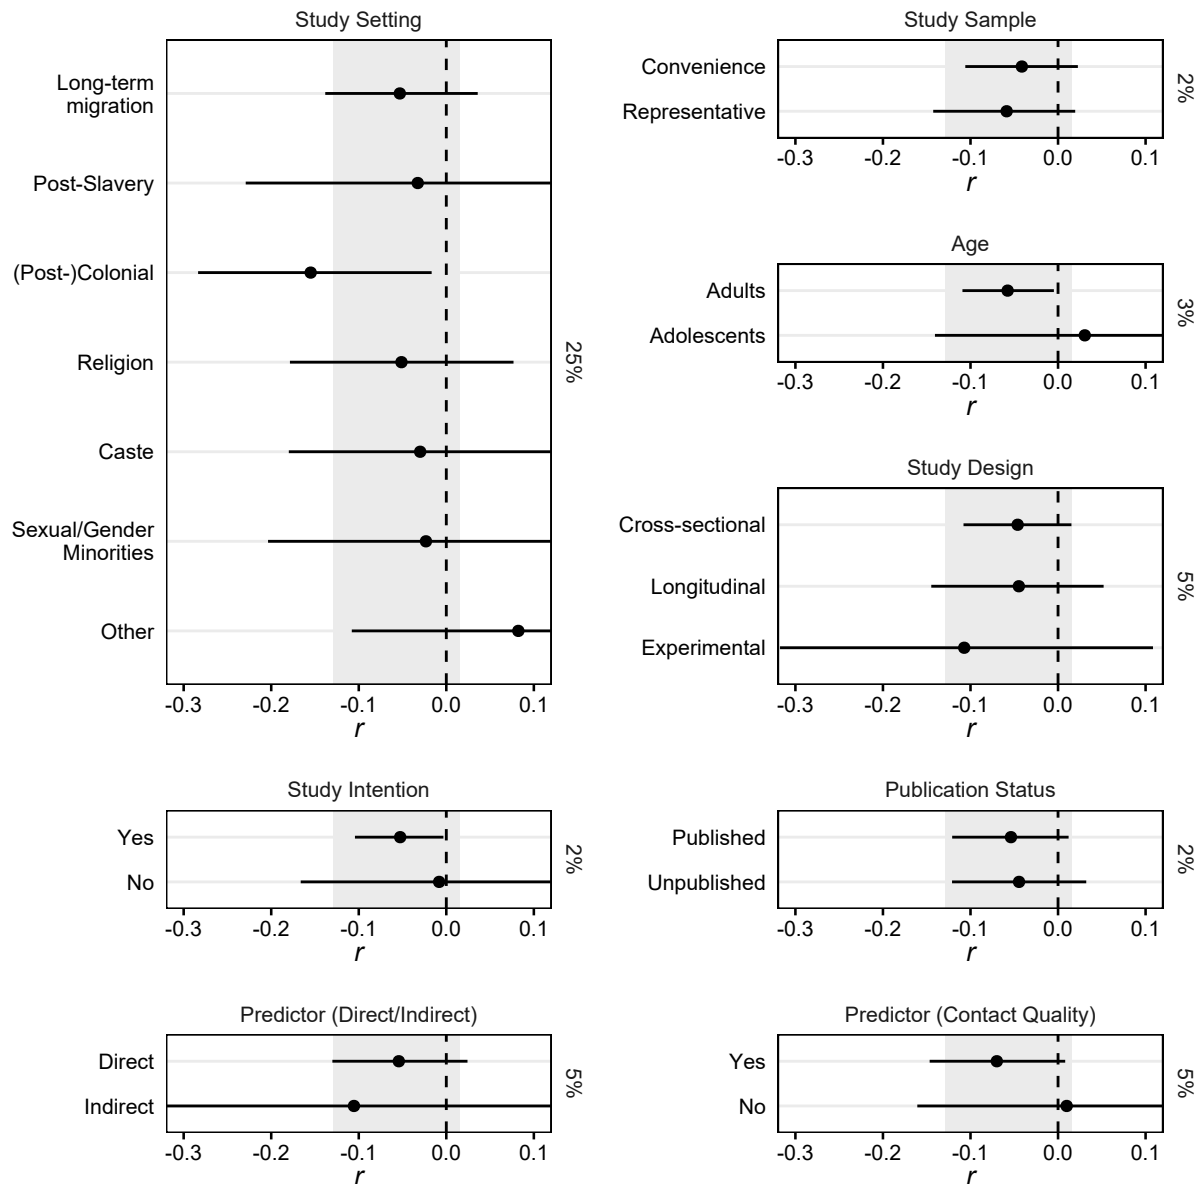 Study Setting
Long-term
migration
Post-Slavery
(Post-)Colonial
Religion
Caste
Sexual/Gender
Minorities
Other
25%
-0.3 -0.2 -0.1 0.0 0.1
r
Study Sample
Convenience
Representative
2%
-0.3 -0.2 -0.1 0.0 0.1
r
Age
Adults
Adolescents
3%
-0.3 -0.2 -0.1 0.0 0.1
r
Study Design
Cross-sectional
Longitudinal
Experimental
5%
-0.3 -0.2 -0.1 0.0 0.1
r
Study Intention
Yes
No
2%
-0.3 -0.2 -0.1 0.0 0.1
r
Publication Status
Published
Unpublished
2%
-0.3 -0.2 -0.1 0.0 0.1
r
Predictor (Direct/Indirect)
Direct
Indirect
5%
-0.3 -0.2 -0.1 0.0 0.1
r
Predictor (Contact Quality)
Yes
No
5%
-0.3 -0.2 -0.1 0.0 0.1
r